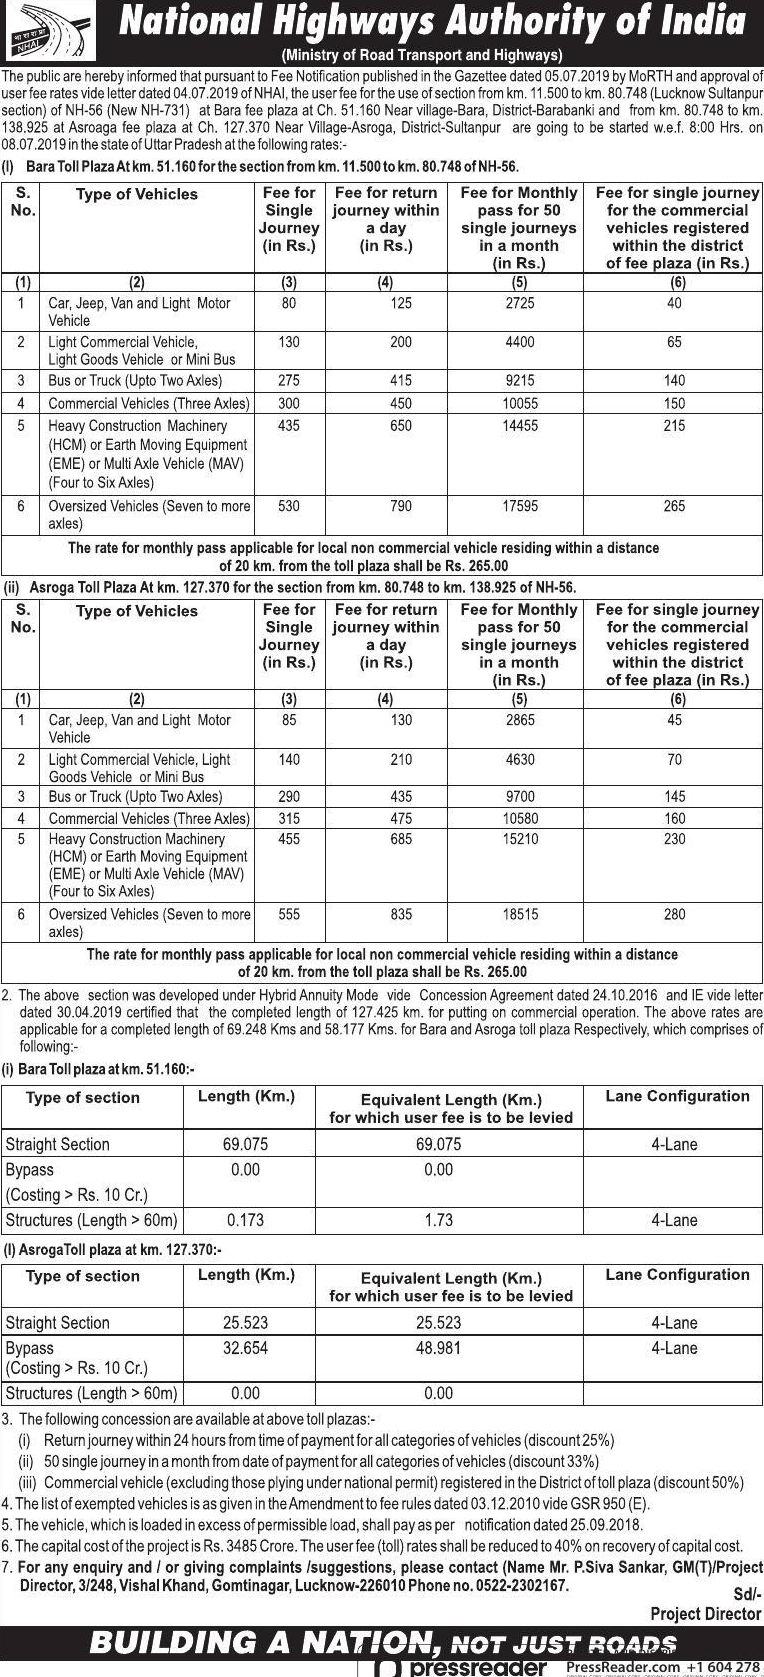 भा रा रा प्रा
NHAI
National Highways Authority of India
(Ministry of Road Transport and Highways)
The public are hereby informed that pursuant to Fee Notification published in the Gazettee dated 05.07.2019 by MoRTH and approval of
user fee rates vide letter dated 04.07.2019 of NHAI, the user fee for the use of section from km. 11.500 to km. 80.748 (Lucknow Sultanpur
section) of NH-56 (New NH-731) at Bara fee plaza at Ch. 51.160 Near village-Bara, District-Barabanki and from km. 80.748 to km.
138.925 at Asroaga fee plaza at Ch. 127.370 Near Village-Asroga, District-Sultanpur are going to be started w.e.f. 8:00 Hrs. on
08.07.2019 in the state of Uttar Pradesh at the following rates:-
(I) Bara Toll Plaza At km. 51.160 for the section from km. 11.500 to km. 80.748 of NH-56.
S. No. Type of Vehicles Fee for Single Journey (in Rs.) Fee for return journey within a day (in Rs.) Fee for Monthly pass for 50 single journeys in a month (in Rs.) Fee for single journey for the commercial vehicles registered within the district of fee plaza (in Rs.)
(1) (2) (3) (4) (5) (6)
1 Car, Jeep, Van and Light Motor Vehicle 80 125 2725 40
2 Light Commercial Vehicle, Light Goods Vehicle or Mini Bus 130 200 4400 65
3 Bus or Truck (Upto Two Axles) 275 415 9215 140
4 Commercial Vehicles (Three Axles) 300 450 10055 150
5 Heavy Construction Machinery (HCM) or Earth Moving Equipment (EME) or Multi Axle Vehicle (MAV) (Four to Six Axles) 435 650 14455 215
6 Oversized Vehicles (Seven to more axles) 530 790 17595 265
The rate for monthly pass applicable for local non commercial vehicle residing within a distance
of 20 km. from the toll plaza shall be Rs. 265.00
(ii) Asroga Toll Plaza At km. 127.370 for the section from km. 80.748 to km. 138.925 of NH-56.
S. No. Type of Vehicles Fee for Single Journey (in Rs.) Fee for return journey within a day (in Rs.) Fee for Monthly pass for 50 single journeys in a month (in Rs.) Fee for single journey for the commercial vehicles registered within the district of fee plaza (in Rs.)
(1) (2) (3) (4) (5) (6)
1 Car, Jeep, Van and Light Motor Vehicle 85 130 2865 45
2 Light Commercial Vehicle, Light Goods Vehicle or Mini Bus 140 210 4630 70
3 Bus or Truck (Upto Two Axles) 290 435 9700 145
4 Commercial Vehicles (Three Axles) 315 475 10580 160
5 Heavy Construction Machinery (HCM) or Earth Moving Equipment (EME) or Multi Axle Vehicle (MAV) (Four to Six Axles) 455 685 15210 230
6 Oversized Vehicles (Seven to more axles) 555 835 18515 280
The rate for monthly pass applicable for local non commercial vehicle residing within a distance
of 20 km. from the toll plaza shall be Rs. 265.00
2. The above section was developed under Hybrid Annuity Mode vide Concession Agreement dated 24.10.2016 and IE vide letter
dated 30.04.2019 certified that the completed length of 127.425 km. for putting on commercial operation. The above rates are
applicable for a completed length of 69.248 Kms and 58.177 Kms. for Bara and Asroga toll plaza Respectively, which comprises of
following:-
(i) Bara Toll plaza at km. 51.160:-
Type of section Length (Km.) Equivalent Length (Km.) for which user fee is to be levied Lane Configuration
Straight Section 69.075 69.075 4-Lane
Bypass (Costing > Rs. 10 Cr.) 0.00 0.00
Structures (Length > 60m) 0.173 1.73 4-Lane
(I) AsrogaToll plaza at km. 127.370:-
Type of section Length (Km.) Equivalent Length (Km.) for which user fee is to be levied Lane Configuration
Straight Section 25.523 25.523 4-Lane
Bypass (Costing > Rs. 10 Cr.) 32.654 48.981 4-Lane
Structures (Length > 60m) 0.00 0.00
3. The following concession are available at above toll plazas:-
(i) Return journey within 24 hours from time of payment for all categories of vehicles (discount 25%)
(ii) 50 single journey in a month from date of payment for all categories of vehicles (discount 33%)
(iii) Commercial vehicle (excluding those plying under national permit) registered in the District of toll plaza (discount 50%)
4. The list of exempted vehicles is as given in the Amendment to fee rules dated 03.12.2010 vide GSR 950 (E).
5. The vehicle, which is loaded in excess of permissible load, shall pay as per notification dated 25.09.2018.
6. The capital cost of the project is Rs. 3485 Crore. The user fee (toll) rates shall be reduced to 40% on recovery of capital cost.
7. For any enquiry and / or giving complaints /suggestions, please contact (Name Mr. P.Siva Sankar, GM(T)/Project
Director, 3/248, Vishal Khand, Gomtinagar, Lucknow-226010 Phone no. 0522-2302167.
Sd/-
Project Director
BUILDING A NATION, NOT JUST ROADS
pressreader PressReader.com +1 604 278